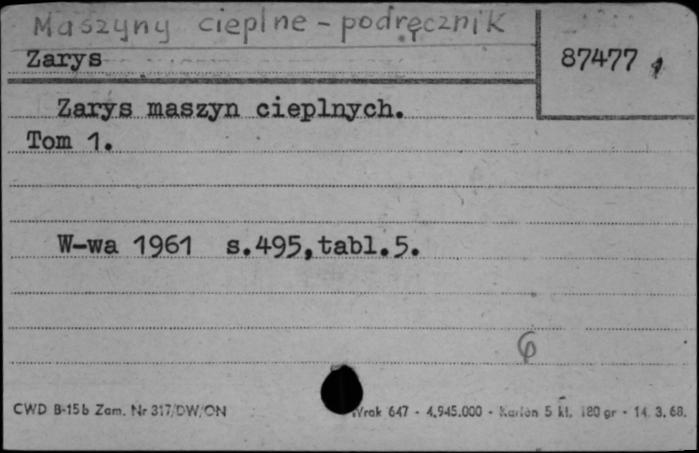 Maszyny cieplne - podręcznik
Zarys
87477
Zarys maszyn cieplnych.
Tom 1.
W-wa 1961 s.495,tabl.5.
φ
CWD B-15b Zam. Nr 317/DW/ON
647 - 4.945.000 - Karton 5 kl. 180 gr - 14. 3. 68.